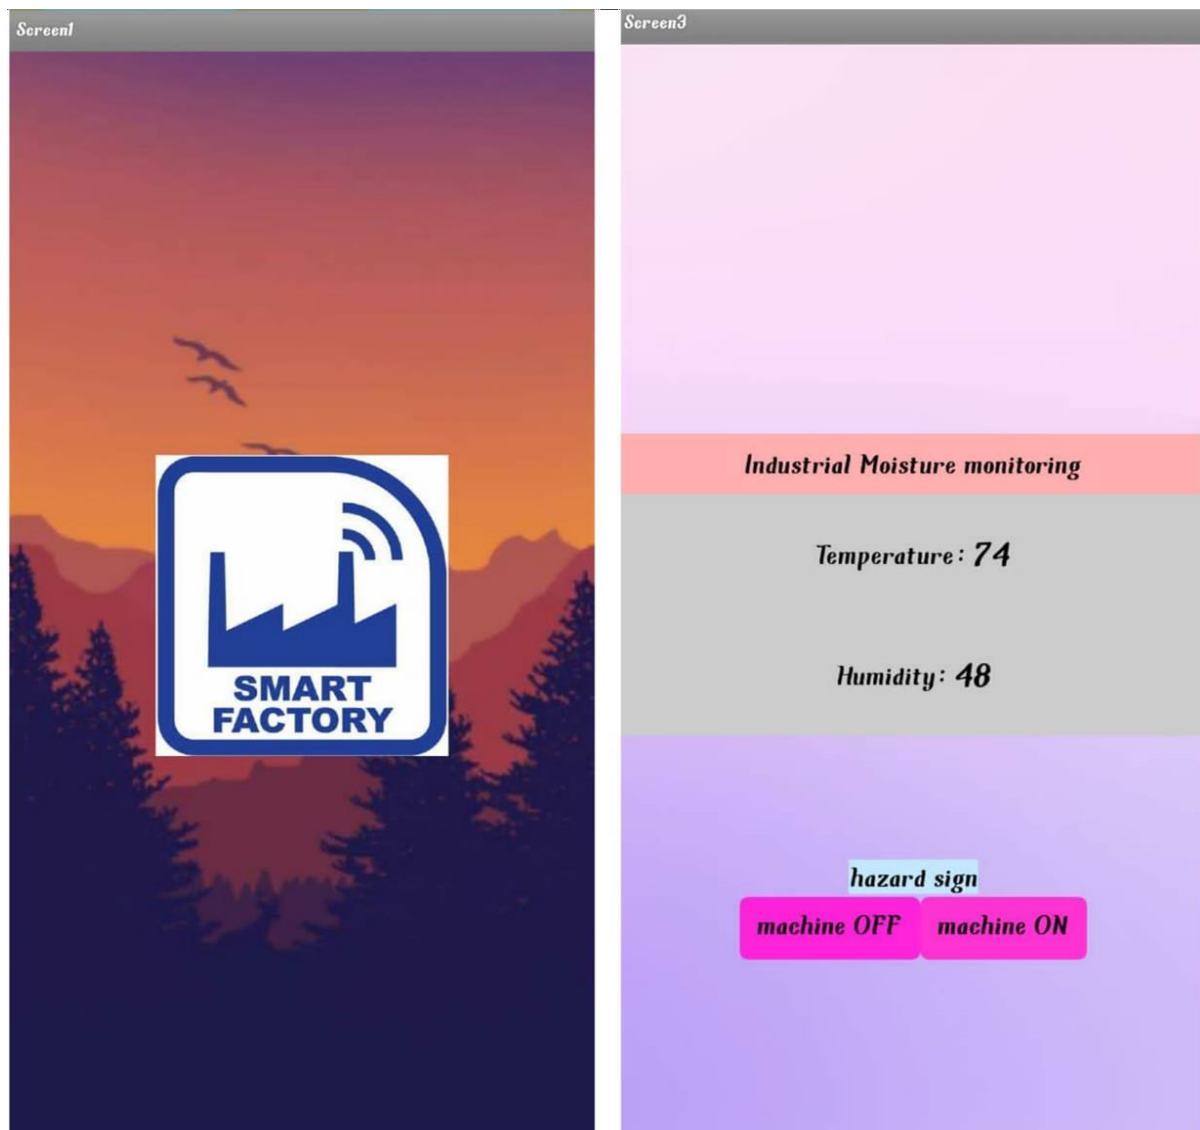 Screen1
SMART
FACTORY
Screen3
Industrial Moisture monitoring
Temperature: 74
Humidity: 48
hazard sign
machine OFF
machine ON